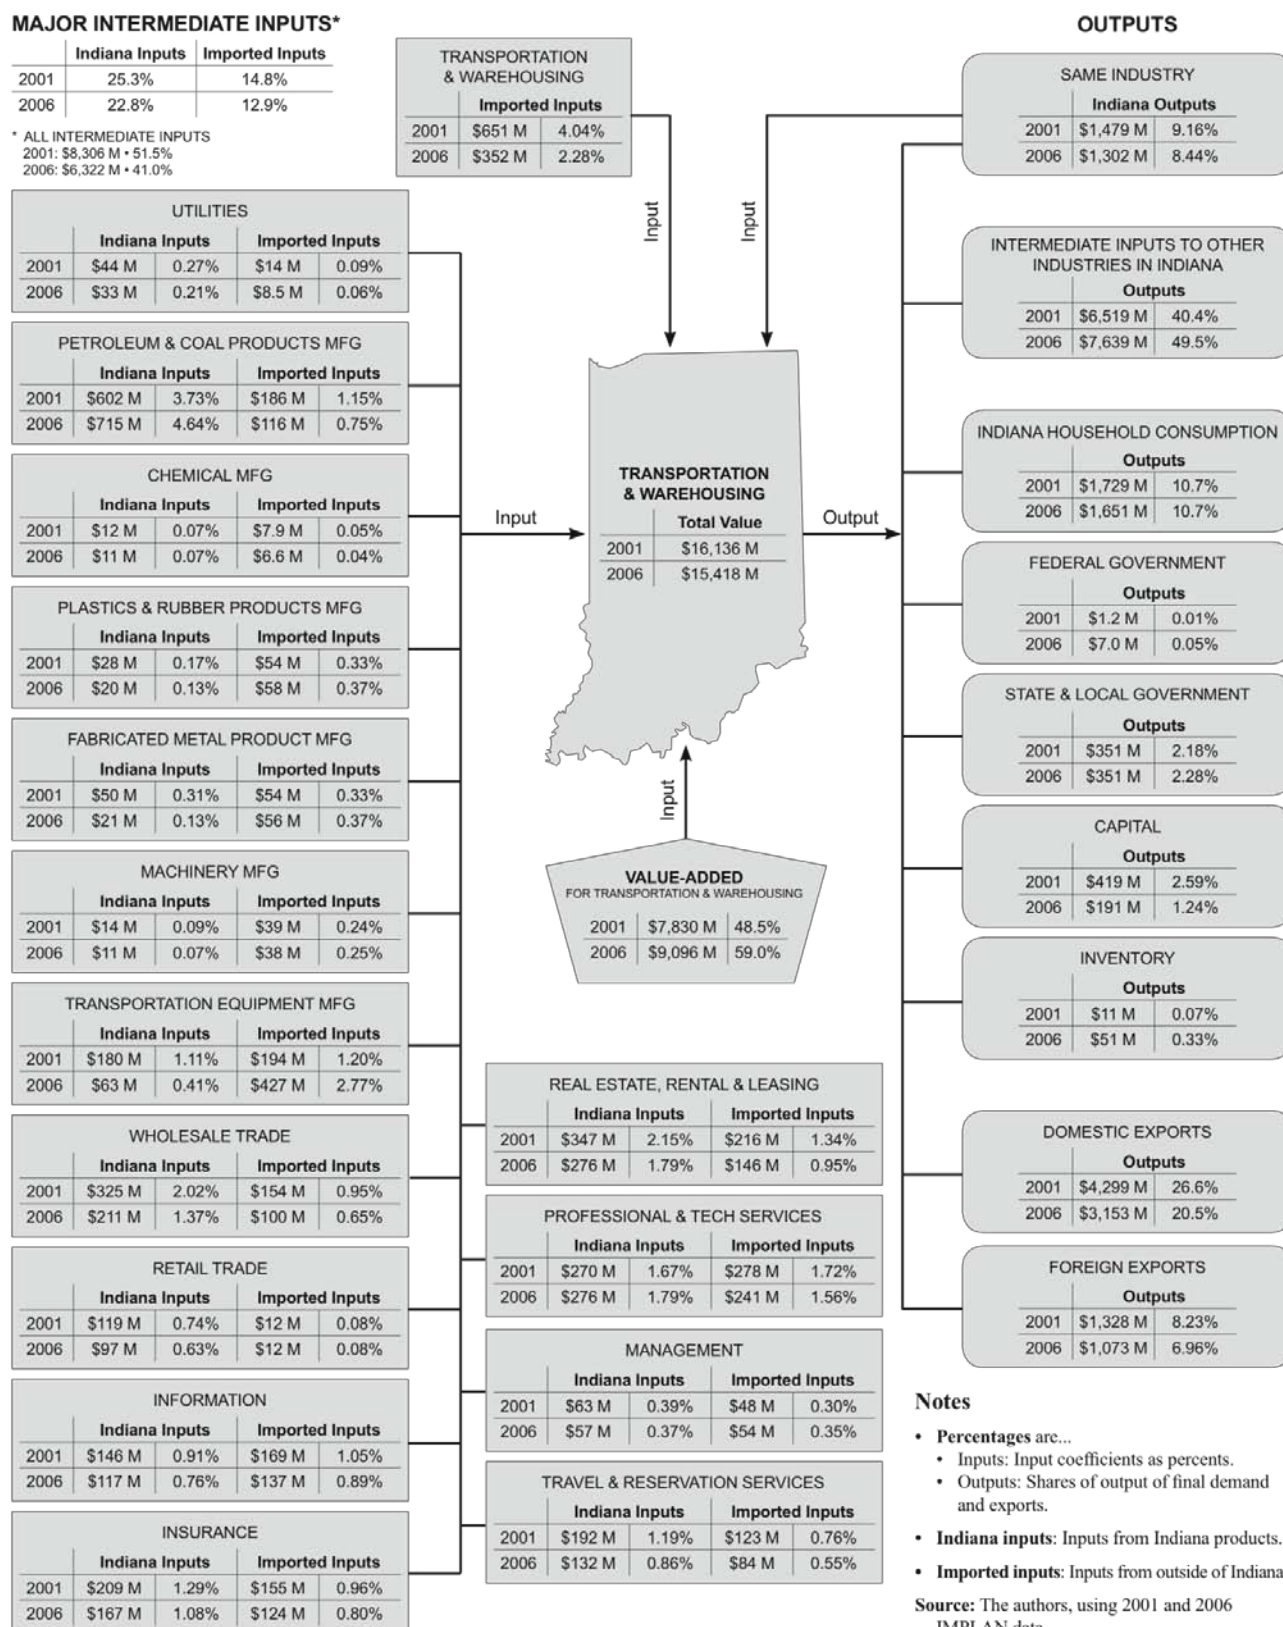 MAJOR INTERMEDIATE INPUTS*
Indiana Inputs Imported Inputs
2001 25.3% 14.8%
2006 22.8% 12.9%
* ALL INTERMEDIATE INPUTS
2001: $8,306 M • 51.5%
2006: $6,322 M • 41.0%
TRANSPORTATION
& WAREHOUSING
Imported Inputs
2001 $651 M 4.04%
2006 $352 M 2.28%
UTILITIES
Indiana Inputs Imported Inputs
2001 $44 M 0.27% $14 M 0.09%
2006 $33 M 0.21% $8.5 M 0.06%
PETROLEUM & COAL PRODUCTS MFG
Indiana Inputs Imported Inputs
2001 $602 M 3.73% $186 M 1.15%
2006 $715 M 4.64% $116 M 0.75%
CHEMICAL MFG
Indiana Inputs Imported Inputs
2001 $12 M 0.07% $7.9 M 0.05%
2006 $11 M 0.07% $6.6 M 0.04%
PLASTICS & RUBBER PRODUCTS MFG
Indiana Inputs Imported Inputs
2001 $28 M 0.17% $54 M 0.33%
2006 $20 M 0.13% $58 M 0.37%
FABRICATED METAL PRODUCT MFG
Indiana Inputs Imported Inputs
2001 $50 M 0.31% $54 M 0.33%
2006 $21 M 0.13% $56 M 0.37%
MACHINERY MFG
Indiana Inputs Imported Inputs
2001 $14 M 0.09% $39 M 0.24%
2006 $11 M 0.07% $38 M 0.25%
TRANSPORTATION EQUIPMENT MFG
Indiana Inputs Imported Inputs
2001 $180 M 1.11% $194 M 1.20%
2006 $63 M 0.41% $427 M 2.77%
WHOLESALE TRADE
Indiana Inputs Imported Inputs
2001 $325 M 2.02% $154 M 0.95%
2006 $211 M 1.37% $100 M 0.65%
RETAIL TRADE
Indiana Inputs Imported Inputs
2001 $119 M 0.74% $12 M 0.08%
2006 $97 M 0.63% $12 M 0.08%
INFORMATION
Indiana Inputs Imported Inputs
2001 $146 M 0.91% $169 M 1.05%
2006 $117 M 0.76% $137 M 0.89%
INSURANCE
Indiana Inputs Imported Inputs
2001 $209 M 1.29% $155 M 0.96%
2006 $167 M 1.08% $124 M 0.80%
Input
Input
Input
TRANSPORTATION
& WAREHOUSING
Total Value
2001 $16,136 M
2006 $15,418 M
Output
Input
VALUE-ADDED
FOR TRANSPORTATION & WAREHOUSING
2001 $7,830 M 48.5%
2006 $9,096 M 59.0%
REAL ESTATE, RENTAL & LEASING
Indiana Inputs Imported Inputs
2001 $347 M 2.15% $216 M 1.34%
2006 $276 M 1.79% $146 M 0.95%
PROFESSIONAL & TECH SERVICES
Indiana Inputs Imported Inputs
2001 $270 M 1.67% $278 M 1.72%
2006 $276 M 1.79% $241 M 1.56%
MANAGEMENT
Indiana Inputs Imported Inputs
2001 $63 M 0.39% $48 M 0.30%
2006 $57 M 0.37% $54 M 0.35%
TRAVEL & RESERVATION SERVICES
Indiana Inputs Imported Inputs
2001 $192 M 1.19% $123 M 0.76%
2006 $132 M 0.86% $84 M 0.55%
OUTPUTS
SAME INDUSTRY
Indiana Outputs
2001 $1,479 M 9.16%
2006 $1,302 M 8.44%
INTERMEDIATE INPUTS TO OTHER
INDUSTRIES IN INDIANA
Outputs
2001 $6,519 M 40.4%
2006 $7,639 M 49.5%
INDIANA HOUSEHOLD CONSUMPTION
Outputs
2001 $1,729 M 10.7%
2006 $1,651 M 10.7%
FEDERAL GOVERNMENT
Outputs
2001 $1.2 M 0.01%
2006 $7.0 M 0.05%
STATE & LOCAL GOVERNMENT
Outputs
2001 $351 M 2.18%
2006 $351 M 2.28%
CAPITAL
Outputs
2001 $419 M 2.59%
2006 $191 M 1.24%
INVENTORY
Outputs
2001 $11 M 0.07%
2006 $51 M 0.33%
DOMESTIC EXPORTS
Outputs
2001 $4,299 M 26.6%
2006 $3,153 M 20.5%
FOREIGN EXPORTS
Outputs
2001 $1,328 M 8.23%
2006 $1,073 M 6.96%
Notes
• Percentages are...
• Inputs: Input coefficients as percents.
• Outputs: Shares of output of final demand
and exports.
• Indiana inputs: Inputs from Indiana products.
• Imported inputs: Inputs from outside of Indiana
Source: The authors, using 2001 and 2006
IMPLAN data